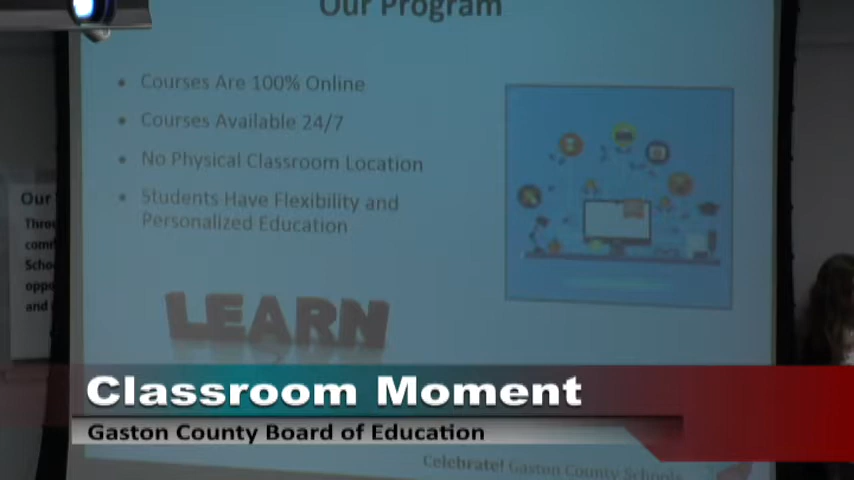 Our Program
• Courses Are 100% Online
• Courses Available 24/7
• No Physical Classroom Location
• Students Have Flexibility and
Personalized Education
LEARN
Our
and
Classroom Moment
Gaston County Board of Education
Celebrate! Gaston County Schools